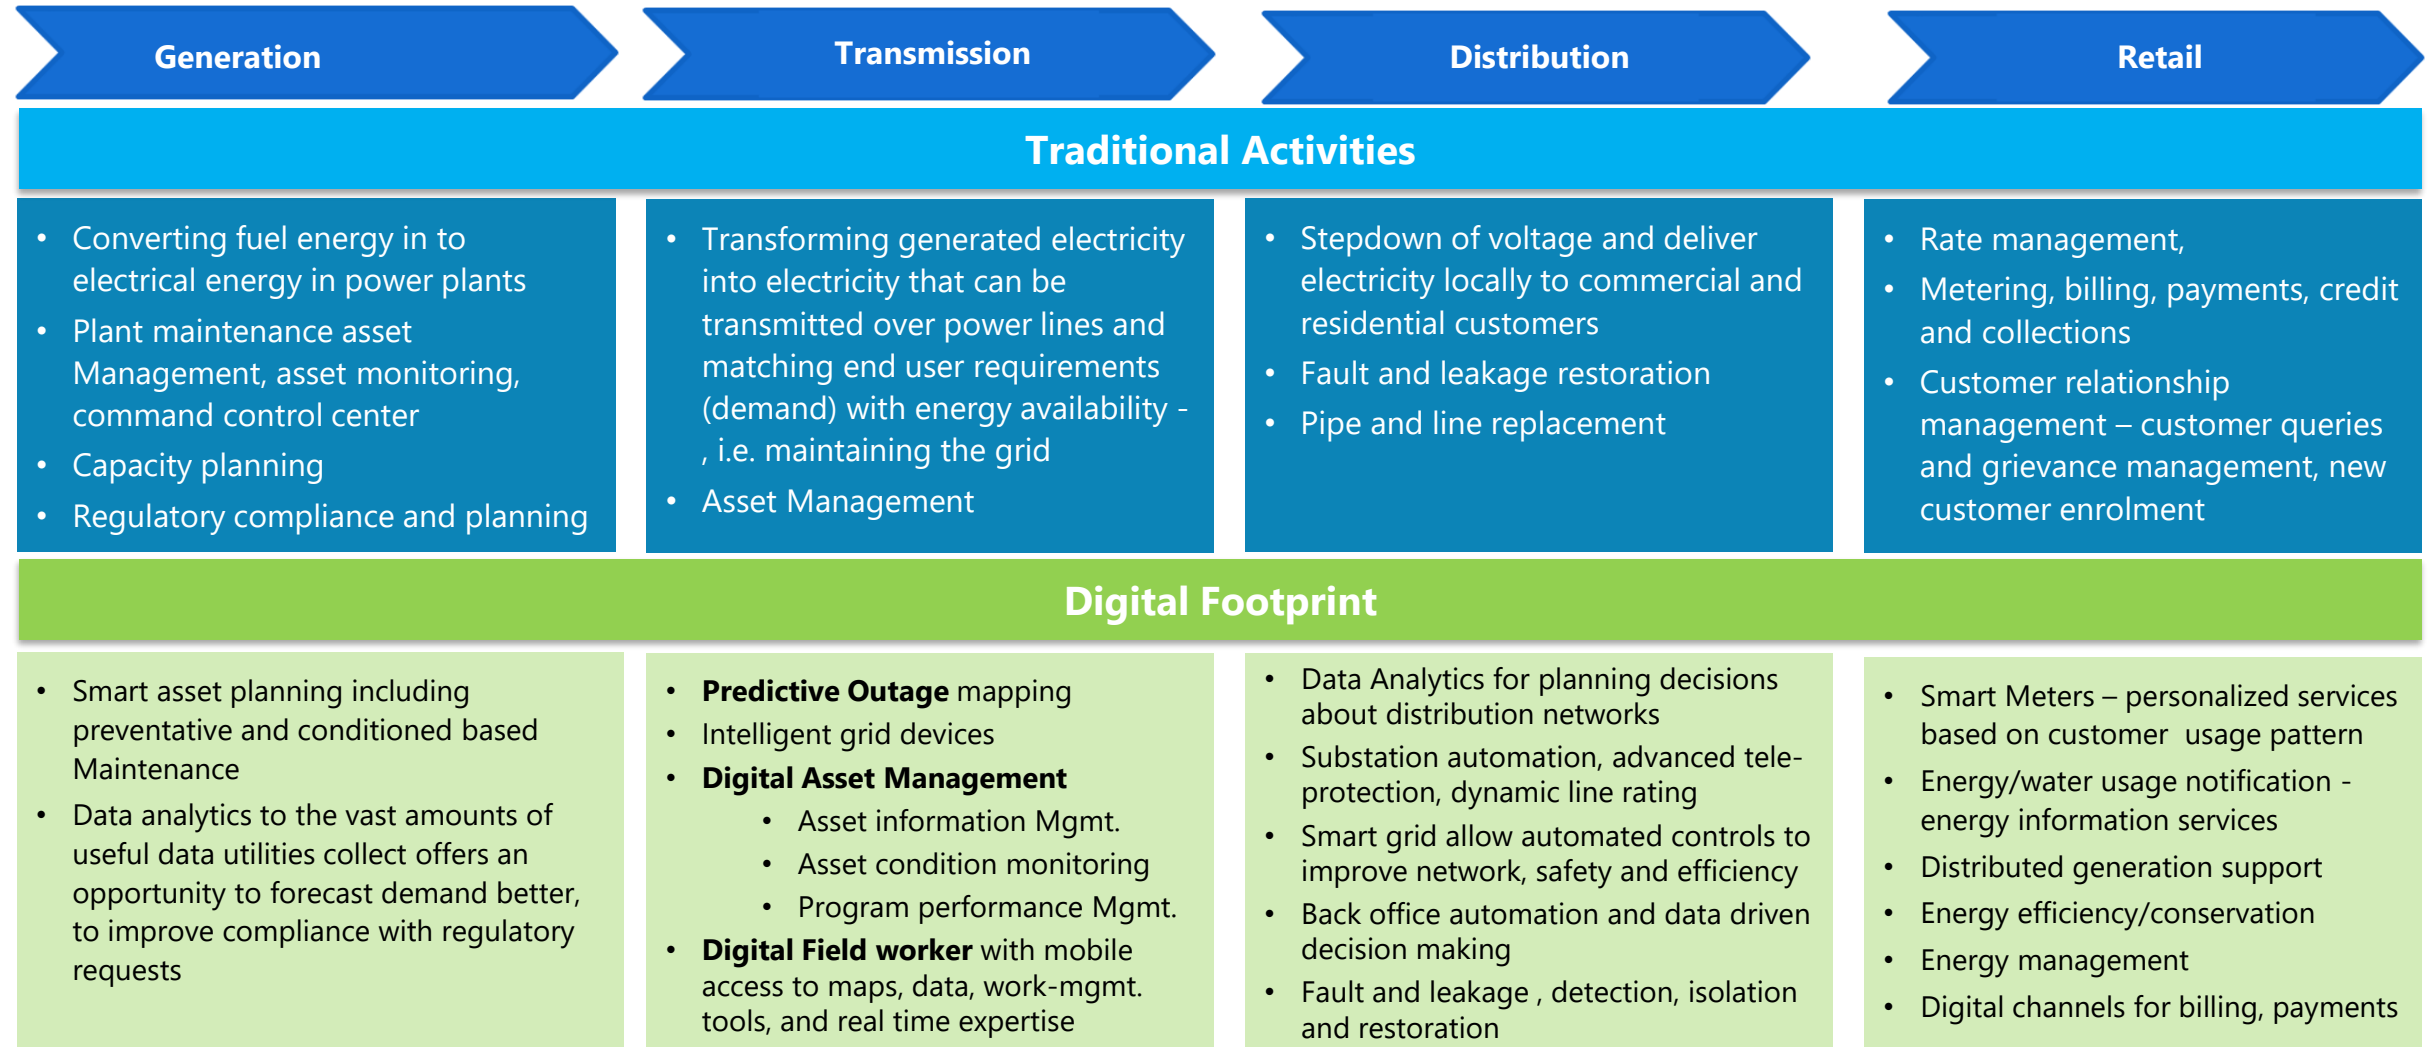 Generation
Transmission
Distribution
Retail
Traditional Activities
• Converting fuel energy in to
electrical energy in power plants
• Plant maintenance asset
Management, asset monitoring,
command control center
• Capacity planning
• Regulatory compliance and planning
• Transforming generated electricity
into electricity that can be
transmitted over power lines and
matching end user requirements
(demand) with energy availability -
, i.e. maintaining the grid
• Asset Management
• Stepdown of voltage and deliver
electricity locally to commercial and
residential customers
• Fault and leakage restoration
• Pipe and line replacement
• Rate management,
• Metering, billing, payments, credit
and collections
• Customer relationship
management – customer queries
and grievance management, new
customer enrolment
Digital Footprint
• Smart asset planning including
preventative and conditioned based
Maintenance
• Data analytics to the vast amounts of
useful data utilities collect offers an
opportunity to forecast demand better,
to improve compliance with regulatory
requests
• Predictive Outage mapping
• Intelligent grid devices
• Digital Asset Management
• Asset information Mgmt.
• Asset condition monitoring
• Program performance Mgmt.
• Digital Field worker with mobile
access to maps, data, work-mgmt.
tools, and real time expertise
• Data Analytics for planning decisions
about distribution networks
• Substation automation, advanced tele-
protection, dynamic line rating
• Smart grid allow automated controls to
improve network, safety and efficiency
• Back office automation and data driven
decision making
• Fault and leakage , detection, isolation
and restoration
• Smart Meters – personalized services
based on customer  usage pattern
• Energy/water usage notification -
energy information services
• Distributed generation support
• Energy efficiency/conservation
• Energy management
• Digital channels for billing, payments